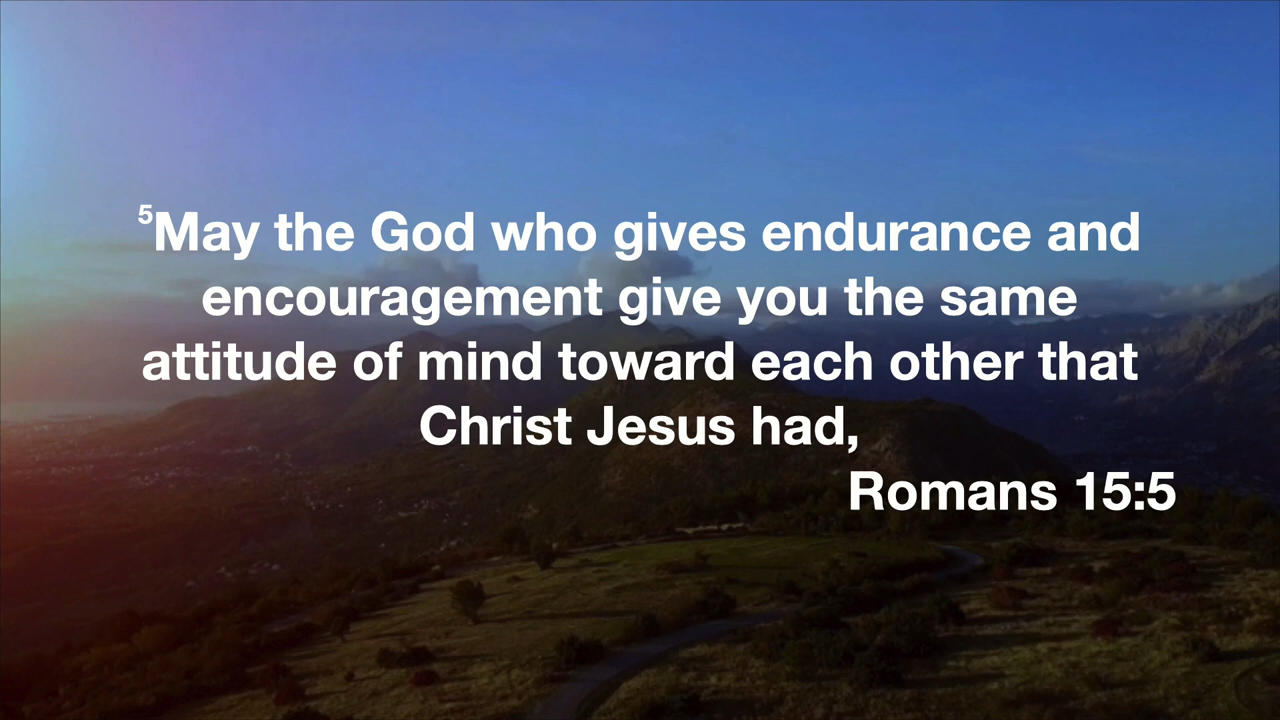 ⁵May the God who gives endurance and
encouragement give you the same
attitude of mind toward each other that
Christ Jesus had,
Romans 15:5